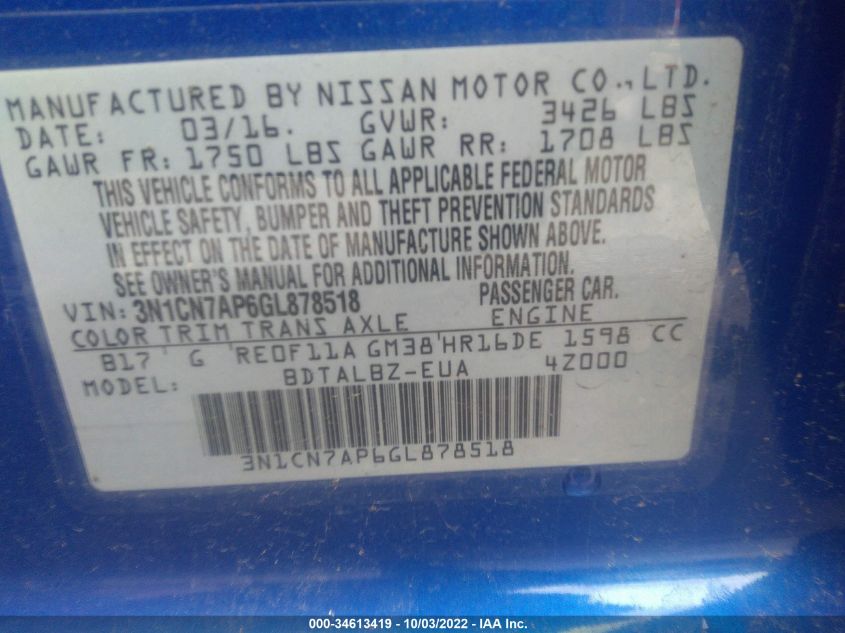 MANUFACTURED BY NISSAN MOTOR CO., LTD.
DATE: 03/16. GVWR: 3426 LBS
GAWR FR: 1750 LBS GAWR RR: 1708 LBS
THIS VEHICLE CONFORMS TO ALL APPLICABLE FEDERAL MOTOR
VEHICLE SAFETY, BUMPER AND THEFT PREVENTION STANDARDS
IN EFFECT ON THE DATE OF MANUFACTURE SHOWN ABOVE.
SEE OWNER'S MANUAL FOR ADDITIONAL INFORMATION.
VIN: 3N1CN7AP6GL878518 PASSENGER CAR.
COLOR TRIM TRANS AXLE ENGINE
B17 G RE0F11A GM38 HR16DE 1598 CC
MODEL: BDTALBZ-EUA 4Z000
3N1CN7AP6GL878518
000-34613419 - 10/03/2022 - IAA Inc.